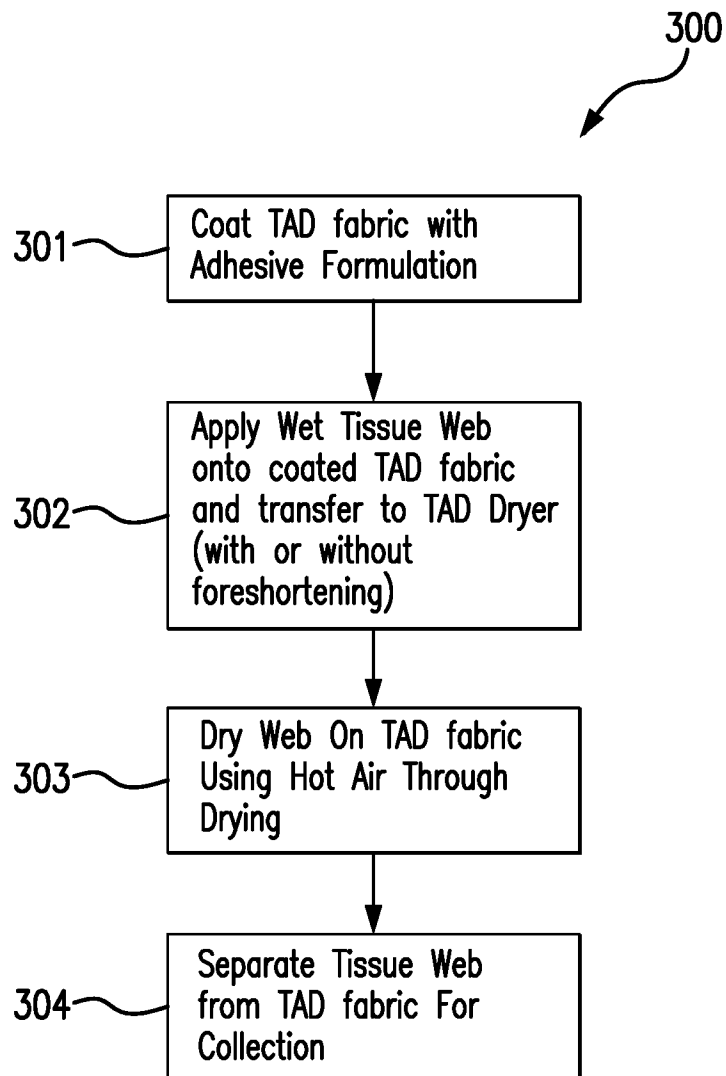 300
301
Coat TAD fabric with
Adhesive Formulation
302
Apply Wet Tissue Web
onto coated TAD fabric
and transfer to TAD Dryer
(with or without
foreshortening)
303
Dry Web On TAD fabric
Using Hot Air Through
Drying
304
Separate Tissue Web
from TAD fabric For
Collection